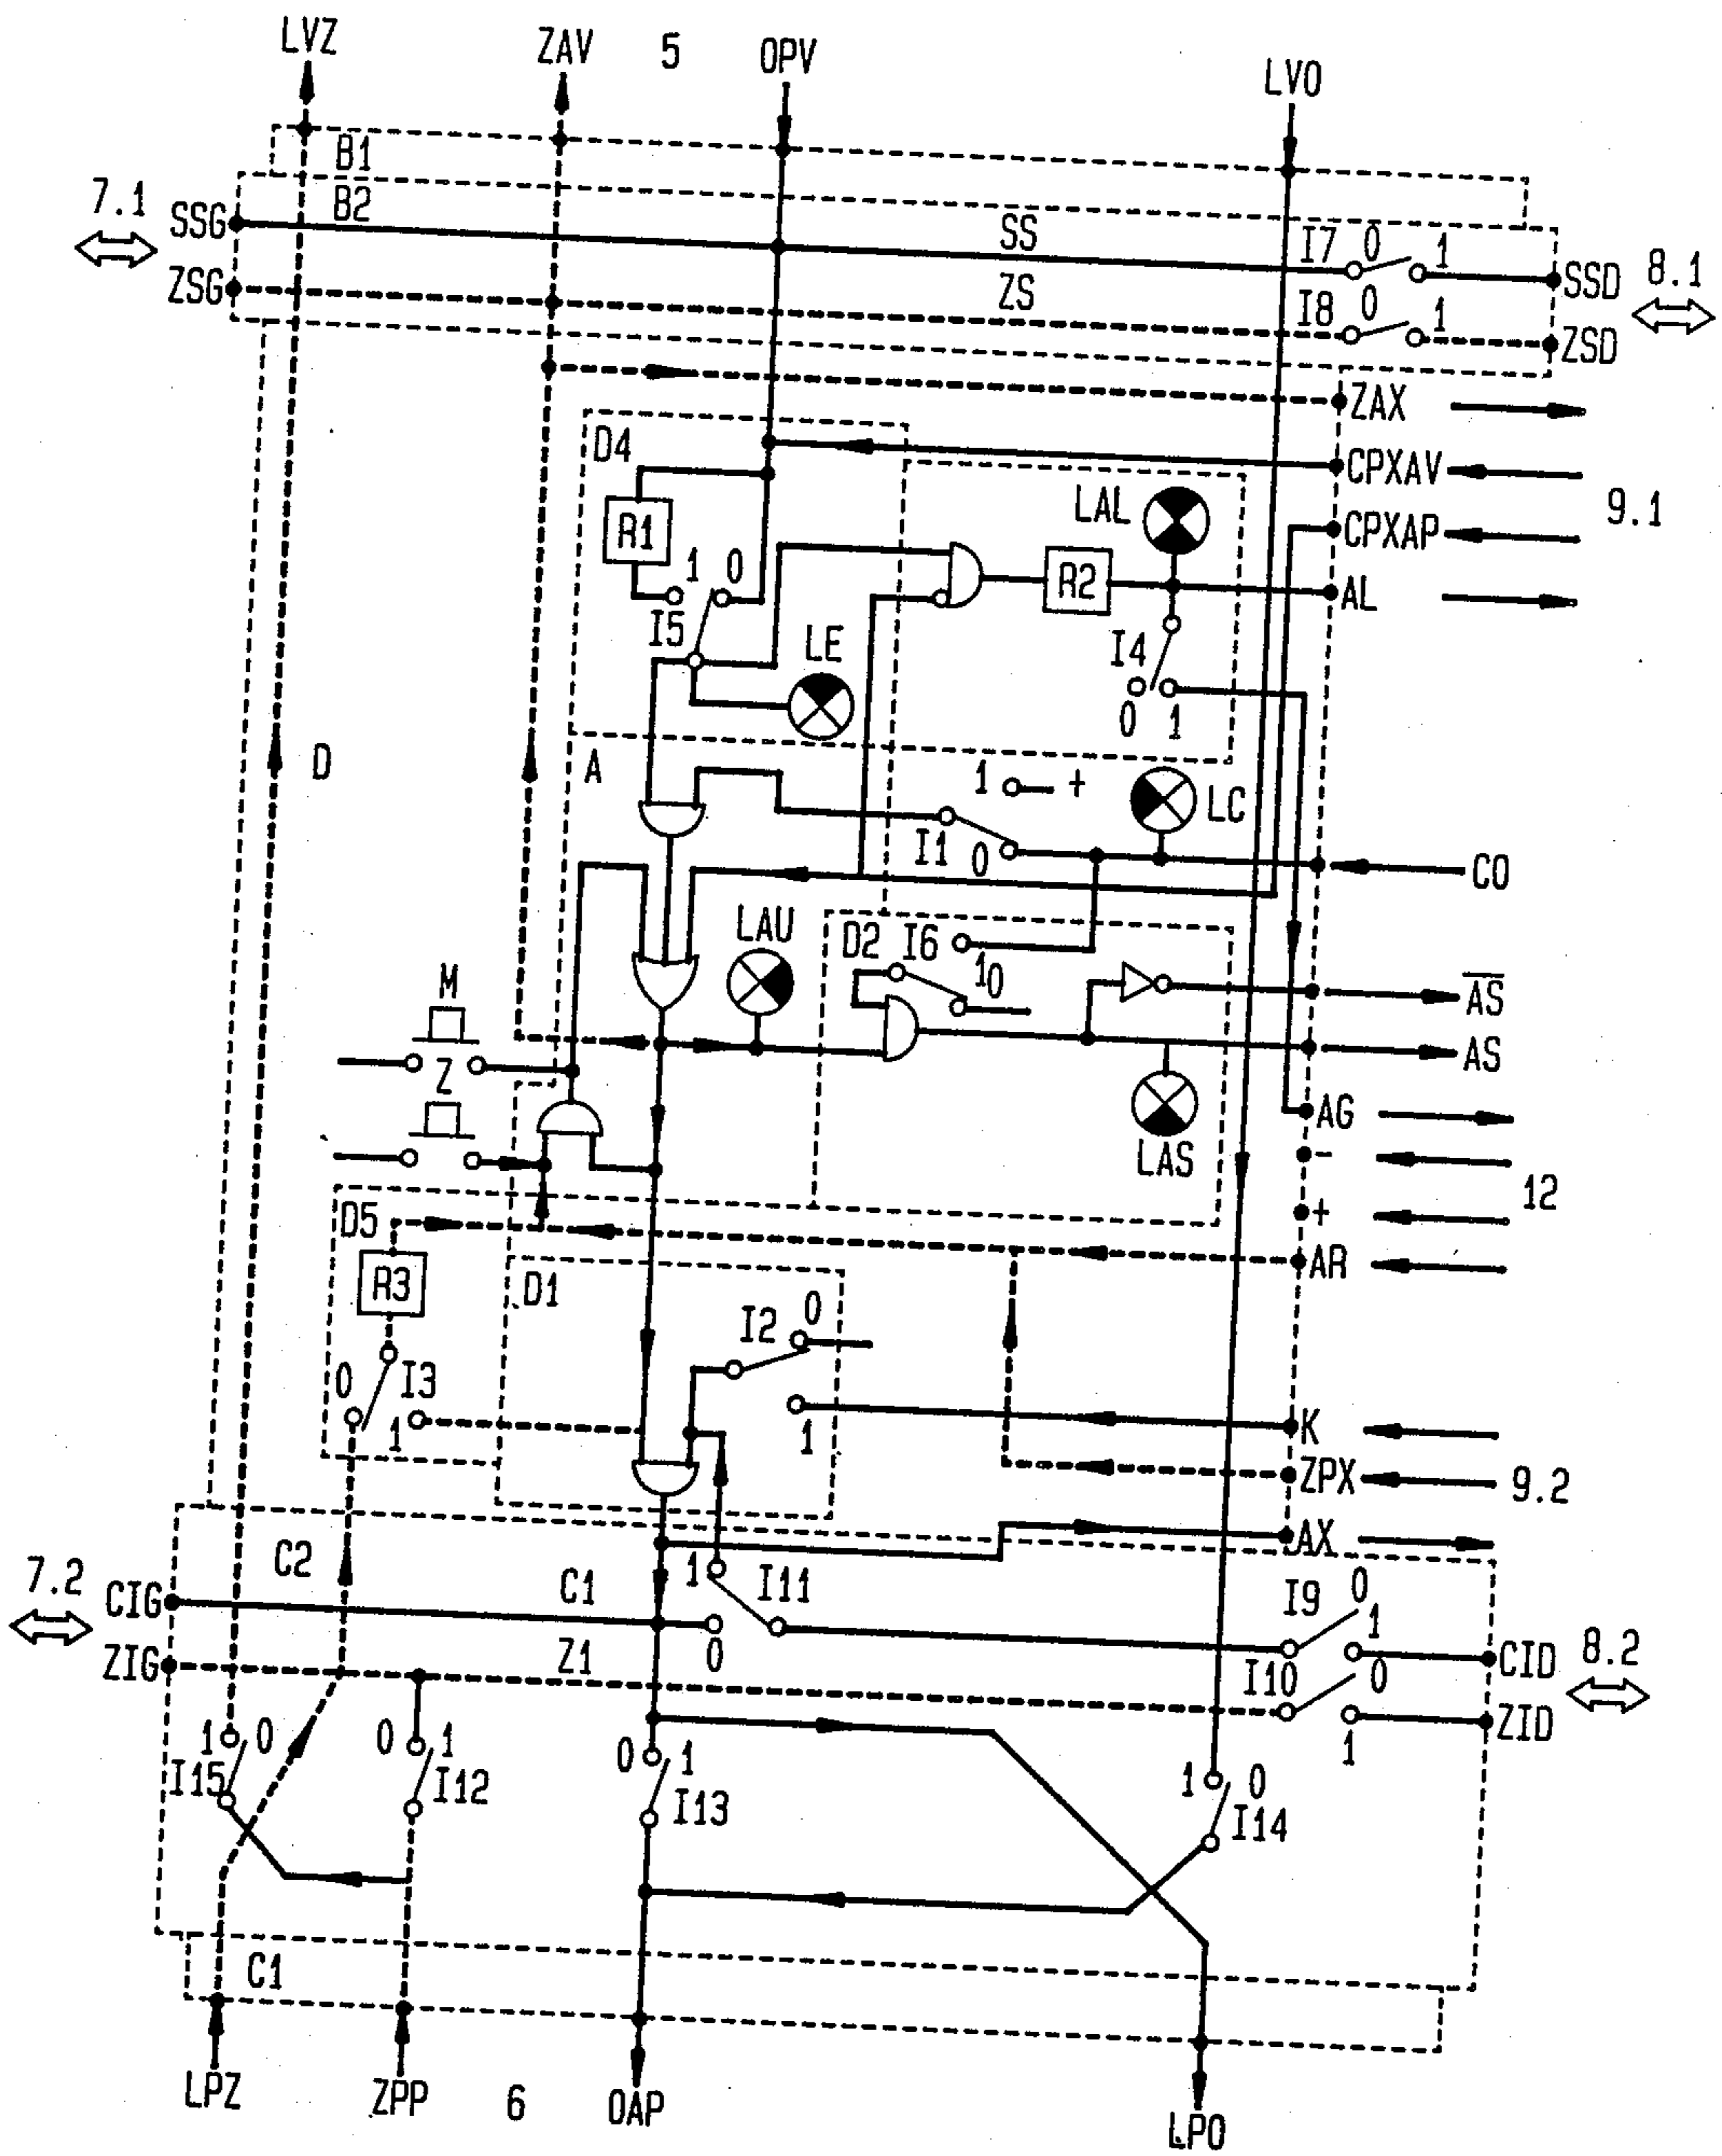 LVZ
ZAV
5
OPV
LVO
B1
7.1
SSG
B2
SS
I7
0
1
SSD
8.1
ZSG
ZS
I8
0
1
ZSD
ZAX
D4
CPXAV
9.1
LAL
CPXAP
R1
1
0
R2
AL
I5
LE
I4
0
1
D
A
1
+
LC
I1
0
CO
LAU
D2
I6
1
0
M
AS
AS
Z
AG
LAS
-
12
+
D5
AR
R3
D1
I2
0
0
I3
1
1
K
ZPX
9.2
AX
C2
7.2
CIG
C1
1
I11
I9
0
1
0
CID
8.2
ZIG
Z1
I10
0
1
ZID
1
0
I15
0
1
I12
0
1
I13
1
0
I14
C1
LPZ
ZPP
6
OAP
LPO